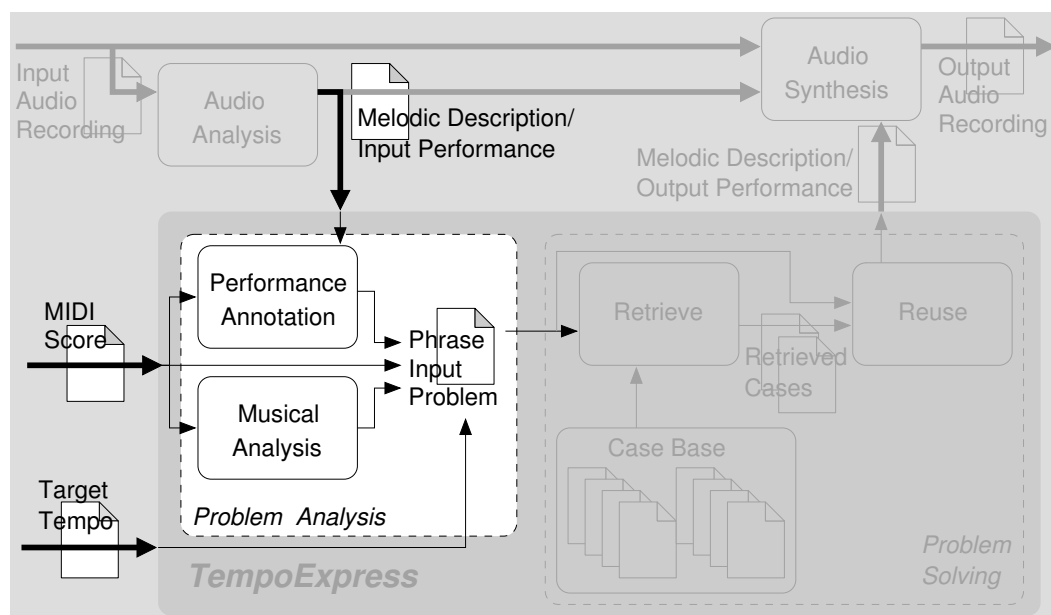 Input
Audio
Recording
Audio
Analysis
Melodic Description/
Input Performance
Audio
Synthesis
Output
Audio
Recording
Melodic Description/
Output Performance
MIDI
Score
Performance
Annotation
Musical
Analysis
Phrase
Input
Problem
Target
Tempo
Problem Analysis
Retrieve
Reuse
Retrieved
Cases
Case Base
Problem
Solving
TempoExpress